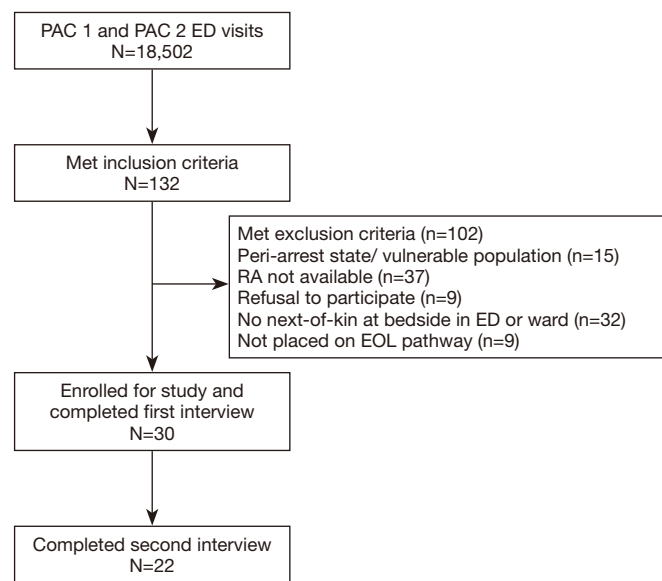 PAC 1 and PAC 2 ED visits
N=18,502
Met inclusion criteria
N=132
Met exclusion criteria (n=102)
Peri-arrest state/ vulnerable population (n=15)
RA not available (n=37)
Refusal to participate (n=9)
No next-of-kin at bedside in ED or ward (n=32)
Not placed on EOL pathway (n=9)
Enrolled for study and
completed first interview
N=30
Completed second interview
N=22